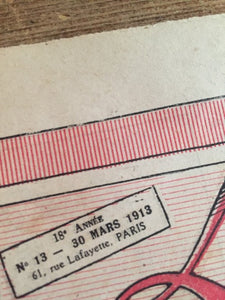 18e ANNÉE
No 13 — 30 MARS 1913
61, rue Lafayette, PARIS